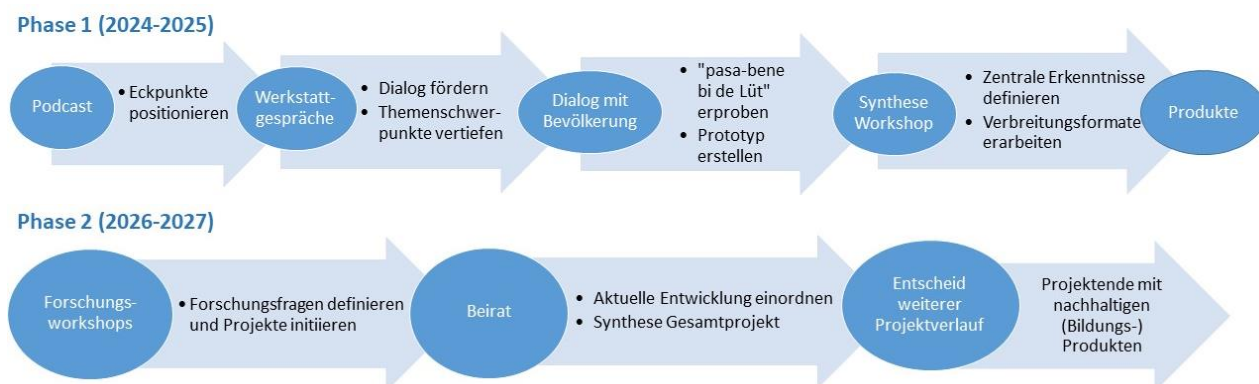 Phase 1 (2024-2025)
Podcast
• Eckpunkte
positionieren
Werkstatt-
gespräche
• Dialog fördern
• Themenschwer-
punkte vertiefen
Dialog mit
Bevölkerung
• "pasa-bene
bi de Lüt"
erproben
• Prototyp
erstellen
Synthese
Workshop
• Zentrale Erkenntnisse
definieren
• Verbreitungsformate
erarbeiten
Produkte
Phase 2 (2026-2027)
Forschungs-
workshops
• Forschungsfragen definieren
und Projekte initiieren
Beirat
• Aktuelle Entwicklung einordnen
• Synthese Gesamtprojekt
Entscheid
weiterer
Projektverlauf
Projektende mit
nachhaltigen
(Bildungs-)
Produkten